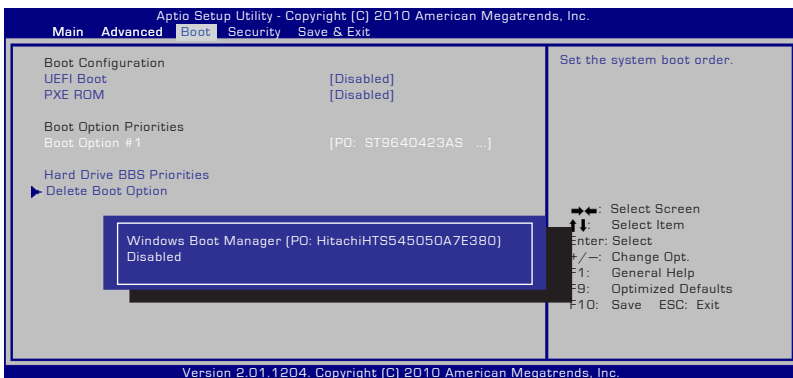 Aptio Setup Utility - Copyright (C) 2010 American Megatrends, Inc.
Main Advanced Boot Security Save & Exit
Boot Configuration
UEFI Boot [Disabled]
PXE ROM [Disabled]
Boot Option Priorities
Boot Option #1 [P0: ST9640423AS ...]
Hard Drive BBS Priorities
Delete Boot Option
Windows Boot Manager (P0: HitachiHTS545050A7E380)
Disabled
Set the system boot order.
→←: Select Screen
↑↓: Select Item
Enter: Select
+/—: Change Opt.
F1: General Help
F9: Optimized Defaults
F10: Save ESC: Exit
Version 2.01.1204. Copyright (C) 2010 American Megatrends, Inc.